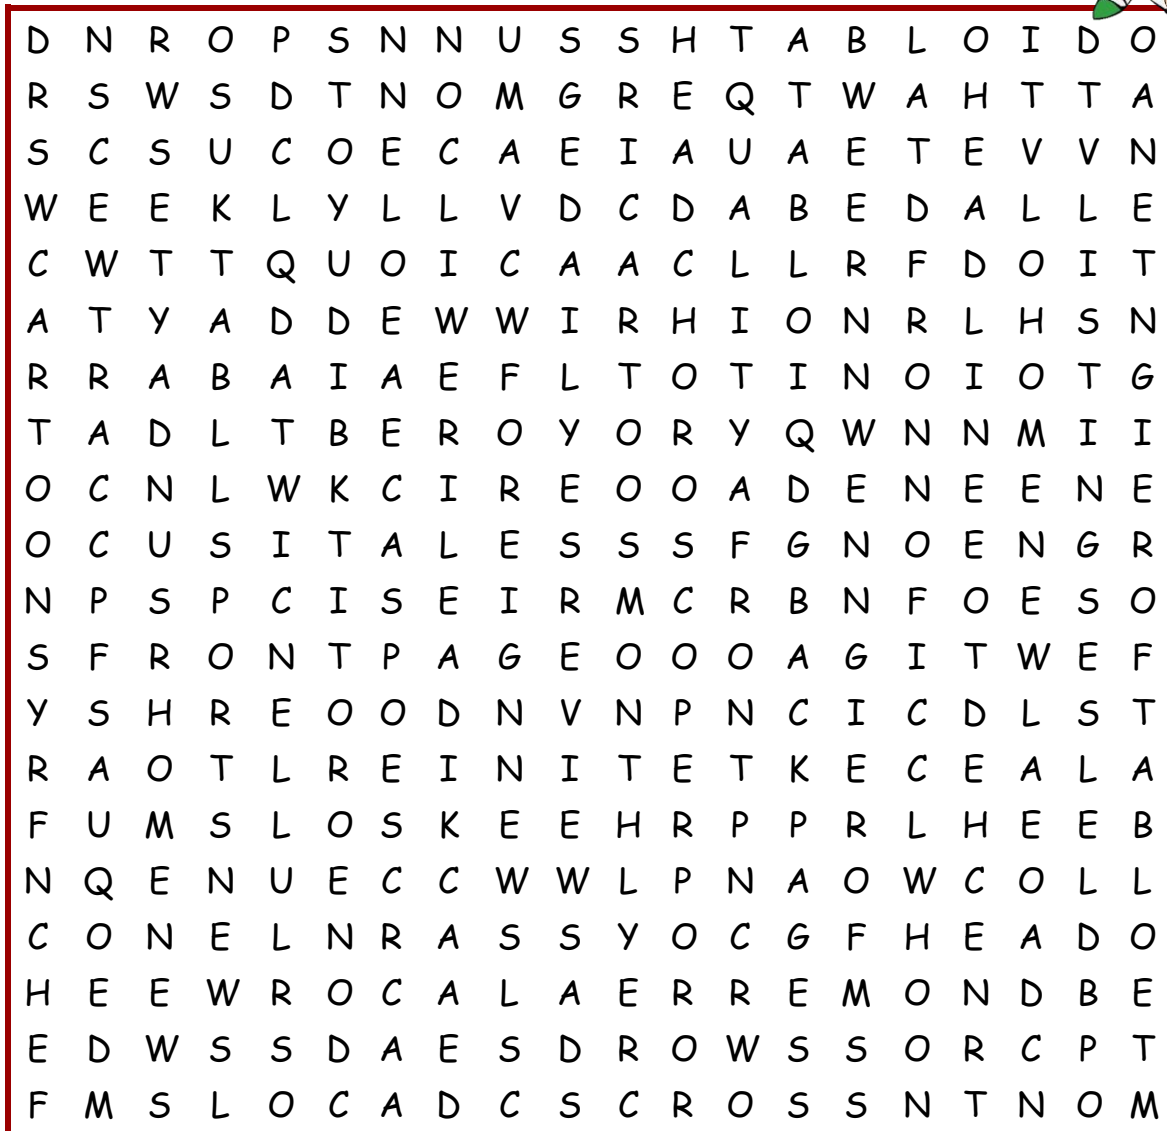 D N R O P S N N U S S H T A B L O I D O
R S W S D T N O M G R E Q T W A H T T A
S C S U C O E C A E I A U A E T E V V N
W E E K L Y L L V D C D A B E D A L L E
C W T T Q U O I C A A C L L R F D O I T
A T Y A D D E W W I R H I O N R L H S N
R R A B A I A E F L T O T I N O I O T G
T A D L T B E R O Y O R Y Q W N N M I I
O C N L W K C I R E O O A D E N E E N E
O C U S I T A L E S S S F G N O E N G R
N P S P C I S E I R M C R B N F O E S O
S F R O N T P A G E O O O A G I T W E F
Y S H R E O O D N V N P N C I C D L S T
R A O T L R E I N I T E T K E C E A L A
F U M S L O S K E E H R P P R L H E E B
N Q E N U E C C W W L P N A O W C O L L
C O N E L N R A S S Y O C G F H E A D O
H E E W R O C A L A E R R E M O N D B E
E D W S S D A E S D R O W S S O R C P T
F M S L O C A D C S C R O S S N T N O M